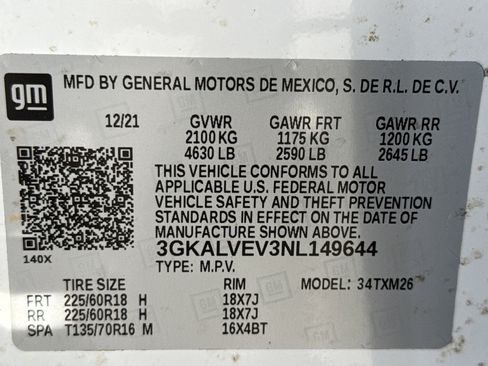 gm
MFD BY GENERAL MOTORS DE MEXICO, S. DE R.L. DE C.V.
12/21 GVWR GAWR FRT GAWR RR
2100 KG 1175 KG 1200 KG
4630 LB 2590 LB 2645 LB
THIS VEHICLE CONFORMS TO ALL
APPLICABLE U.S. FEDERAL MOTOR
VEHICLE SAFETY AND THEFT PREVENTION
STANDARDS IN EFFECT ON THE DATE OF
MANUFACTURE SHOWN ABOVE.
140X 3GKALVEV3NL149644
TYPE: M.P.V.
TIRE SIZE RIM MODEL: 34TXM26
FRT 225/60R18 H 18X7J
RR 225/60R18 H 18X7J
SPA T135/70R16 M 16X4BT